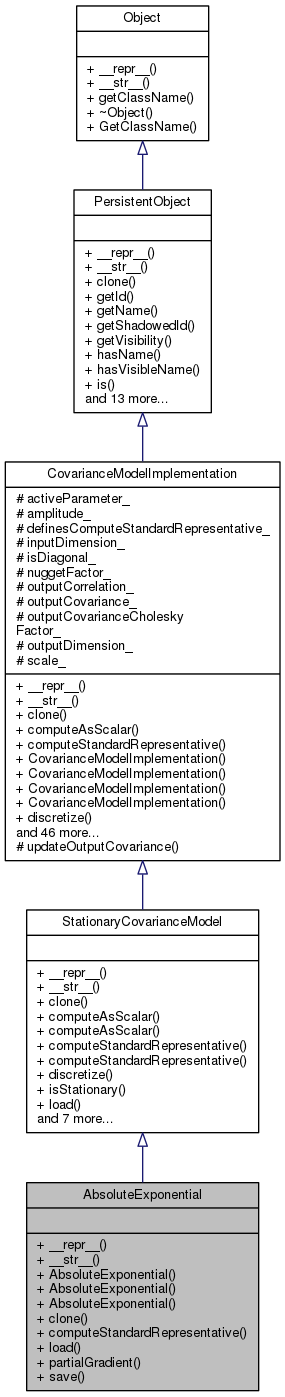 Object
+ __repr__()
+ __str__()
+ getClassName()
+ ~Object()
+ GetClassName()
PersistentObject
+ __repr__()
+ __str__()
+ clone()
+ getId()
+ getName()
+ getShadowedId()
+ getVisibility()
+ hasName()
+ hasVisibleName()
+ is()
and 13 more...
CovarianceModelImplementation
# activeParameter_
# amplitude_
# definesComputeStandardRepresentative_
# inputDimension_
# isDiagonal_
# nuggetFactor_
# outputCorrelation_
# outputCovariance_
# outputCovarianceCholesky
Factor_
# outputDimension_
# scale_
+ __repr__()
+ __str__()
+ clone()
+ computeAsScalar()
+ computeStandardRepresentative()
+ CovarianceModelImplementation()
+ CovarianceModelImplementation()
+ CovarianceModelImplementation()
+ CovarianceModelImplementation()
+ discretize()
and 46 more...
# updateOutputCovariance()
StationaryCovarianceModel
+ __repr__()
+ __str__()
+ clone()
+ computeAsScalar()
+ computeAsScalar()
+ computeStandardRepresentative()
+ computeStandardRepresentative()
+ discretize()
+ isStationary()
+ load()
and 7 more...
AbsoluteExponential
+ __repr__()
+ __str__()
+ AbsoluteExponential()
+ AbsoluteExponential()
+ AbsoluteExponential()
+ clone()
+ computeStandardRepresentative()
+ load()
+ partialGradient()
+ save()